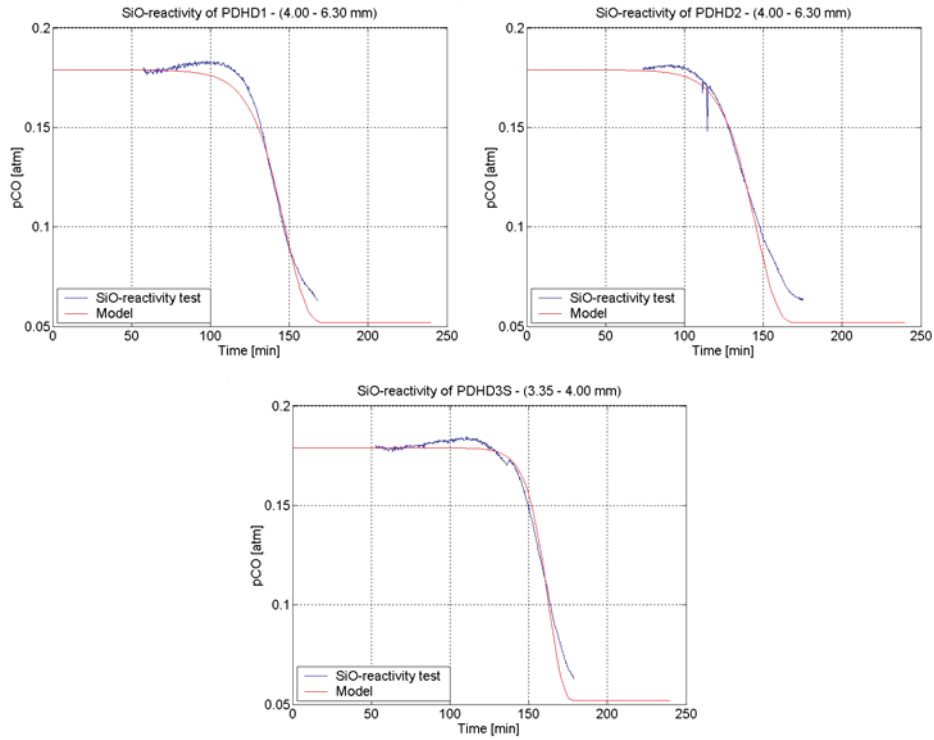 SiO-reactivity of PDHD1 - (4.00 - 6.30 mm)
0.2
0.15
0.1
0.05
pCO [atm]
SiO-reactivity test
Model
0 50 100 150 200 250
Time [min]
SiO-reactivity of PDHD2 - (4.00 - 6.30 mm)
0.2
0.15
0.1
0.05
pCO [atm]
SiO-reactivity test
Model
0 50 100 150 200 250
Time [min]
SiO-reactivity of PDHD3S - (3.35 - 4.00 mm)
0.2
0.15
0.1
0.05
pCO [atm]
SiO-reactivity test
Model
0 50 100 150 200 250
Time [min]